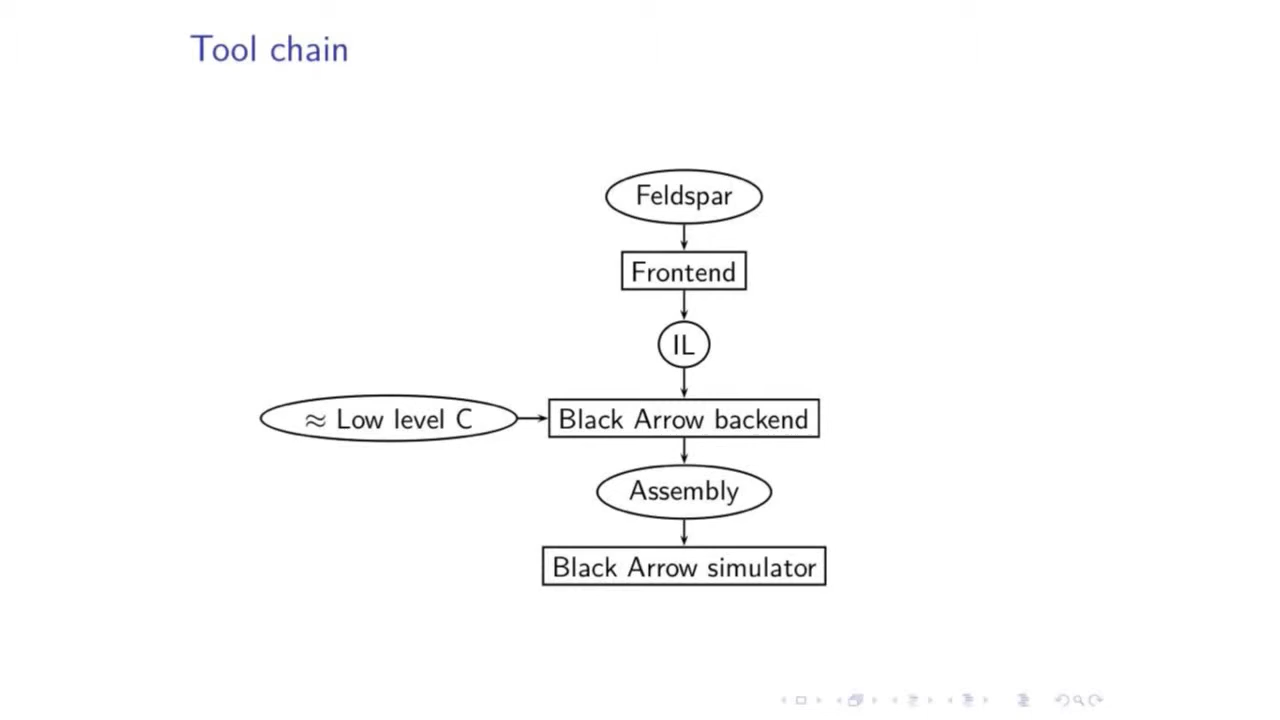 Tool chain
Feldspar
Frontend
IL
≈ Low level C
Black Arrow backend
Assembly
Black Arrow simulator